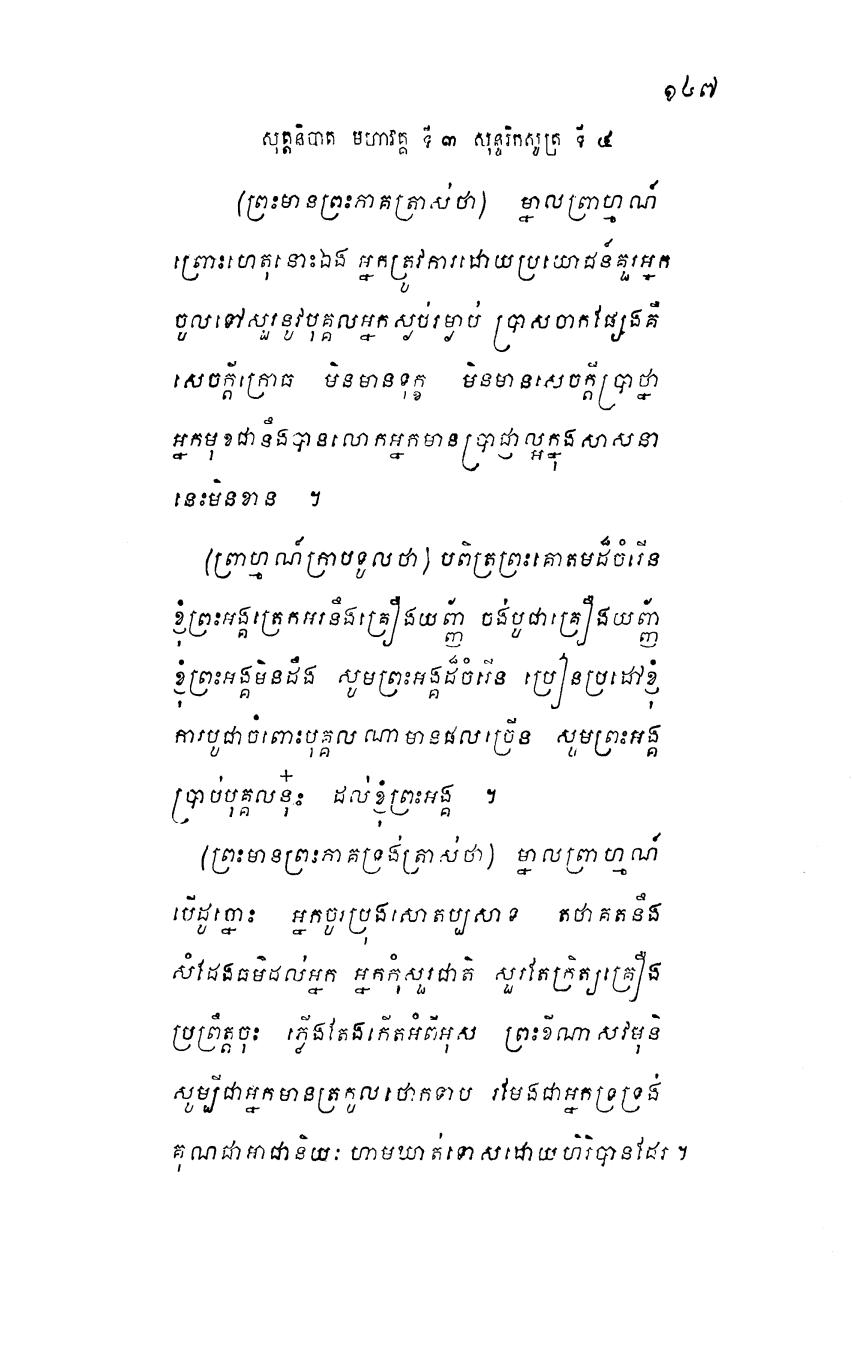 ១៤៧
សុត្តនិបាត មហាវគ្គ ទី ៣ សុន្ទរិកសូត្រ ទី ៤
(ព្រះមានព្រះភាគត្រាស់ថា) ម្នាលព្រាហ្មណ៍
ព្រោះហេតុនោះឯង អ្នកត្រូវការដោយប្រយោជន៍គួរអ្នក
ចូលទៅសួរនូវបុគ្គលអ្នកស្ងប់រម្ងាប់ ប្រាសចាកផ្សែងគឺ
សេចក្តីក្រោធ មិនមានទុក្ខ មិនមានសេចក្តីប្រាថ្នា
អ្នកមុខជានឹងបានលោកអ្នកមានប្រាជ្ញាល្អក្នុងសាសនា
នេះមិនខាន ។
(ព្រាហ្មណ៍ក្រាបទូលថា) បពិត្រព្រះគោតមដ៏ចំរើន
ខ្ញុំព្រះអង្គត្រេកអរនឹងគ្រឿងយញ្ញ័ ចង់បូជាគ្រឿងយញ្ញ័
ខ្ញុំព្រះអង្គមិនដឹង សូមព្រះអង្គដ៏ចំរើន ប្រៀនប្រដៅខ្ញុំ
ការបូជាចំពោះបុគ្គលណាមានផលច្រើន សូមព្រះអង្គ
ប្រាប់បុគ្គលនុ៎ះ ដល់ខ្ញុំព្រះអង្គ ។
(ព្រះមានព្រះភាគទ្រង់ត្រាស់ថា) ម្នាលព្រាហ្មណ៍
បើដូច្នោះ អ្នកចូរប្រុងសោតប្បសាទ តថាគតនឹង
សំដែងធម៌ដល់អ្នក អ្នកកុំសួរជាតិ សួរតែក្រិត្យគ្រឿង
ប្រព្រឹត្តចុះ ភ្លើងតែងកើតអំពីអុស ព្រះខីណាសវមុនិ
សូម្បីជាអ្នកមានត្រកូលថោកទាប រមែងជាអ្នកទ្រទ្រង់
គុណជាអាជានិយៈ ហាមឃាត់ទោសដោយហិរិបានដែរ ។